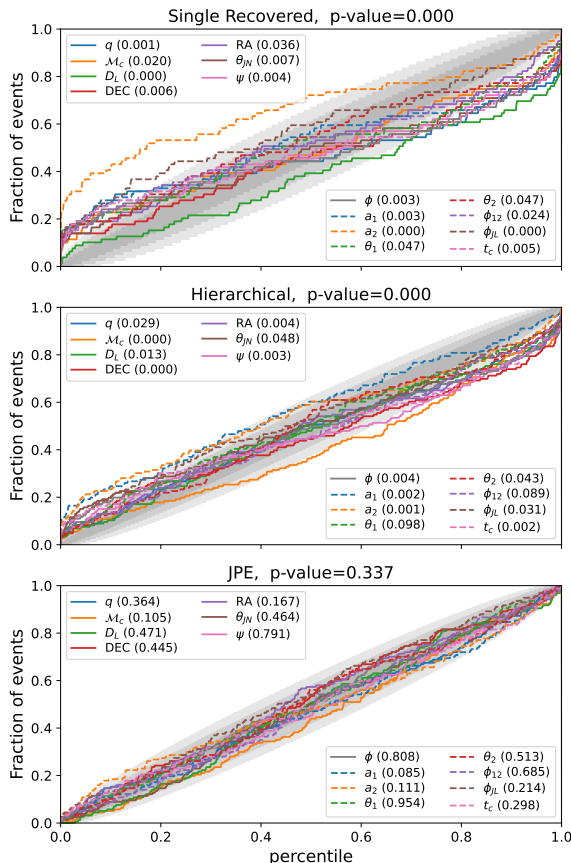 Single Recovered, p-value=0.000
1.0
0.8
0.6
0.4
0.2
0.0
Fraction of events
q (0.001)
ℳc (0.020)
DL (0.000)
DEC (0.006)
RA (0.036)
θJN (0.007)
ψ (0.004)
ϕ (0.003)
a1 (0.003)
a2 (0.000)
θ1 (0.047)
θ2 (0.047)
ϕ12 (0.024)
ϕJL (0.000)
tc (0.005)
Hierarchical, p-value=0.000
1.0
0.8
0.6
0.4
0.2
0.0
Fraction of events
q (0.029)
ℳc (0.000)
DL (0.013)
DEC (0.000)
RA (0.004)
θJN (0.048)
ψ (0.003)
ϕ (0.004)
a1 (0.002)
a2 (0.001)
θ1 (0.098)
θ2 (0.043)
ϕ12 (0.089)
ϕJL (0.031)
tc (0.002)
JPE, p-value=0.337
1.0
0.8
0.6
0.4
0.2
0.0
Fraction of events
q (0.364)
ℳc (0.105)
DL (0.471)
DEC (0.445)
RA (0.167)
θJN (0.464)
ψ (0.791)
ϕ (0.808)
a1 (0.085)
a2 (0.111)
θ1 (0.954)
θ2 (0.513)
ϕ12 (0.685)
ϕJL (0.214)
tc (0.298)
0.0 0.2 0.4 0.6 0.8 1.0
percentile